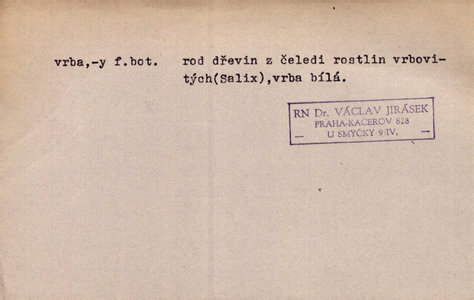 vrba,-y f.bot. rod dřevin z čeledi rostlin vrbovi-
tých(Salix),vrba bílá.
RN Dr. VÁCLAV JIRÁSEK
PRAHA-KAČEROV 828
U SMYČKY 9/IV.